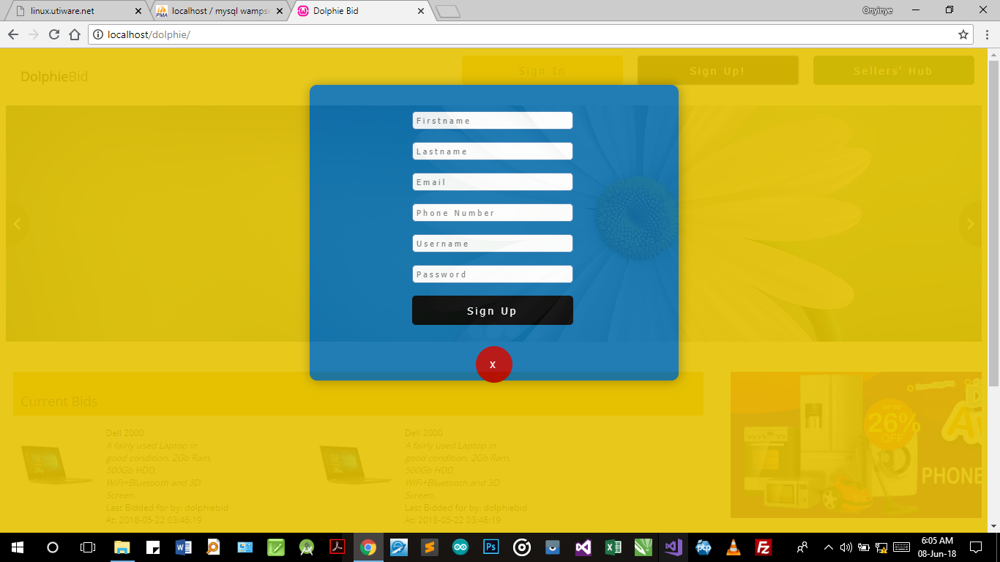 linux.utiware.net
localhost / mysql wampse
Dolphie Bid
Onyinye
localhost/dolphie/
DolphieBid
Sign In
Sign Up!
Sellers' Hub
Firstname
Lastname
Email
Phone Number
Username
Password
Sign Up
x
Current Bids
Dell 2000
A fairly used Laptop in
good condition. 2Gb Ram,
500Gb HDD,
WiFi+Bluetooth and 3D
Screen.
Last Bidded for by: dolphiebid
At: 2018-05-22 03:46:19
Dell 2000
A fairly used Laptop in
good condition. 2Gb Ram,
500Gb HDD,
WiFi+Bluetooth and 3D
Screen.
Last Bidded for by: dolphiebid
At: 2018-05-22 03:46:19
UP TO
26%
OFF
PHONE
6:05 AM
08-Jun-18